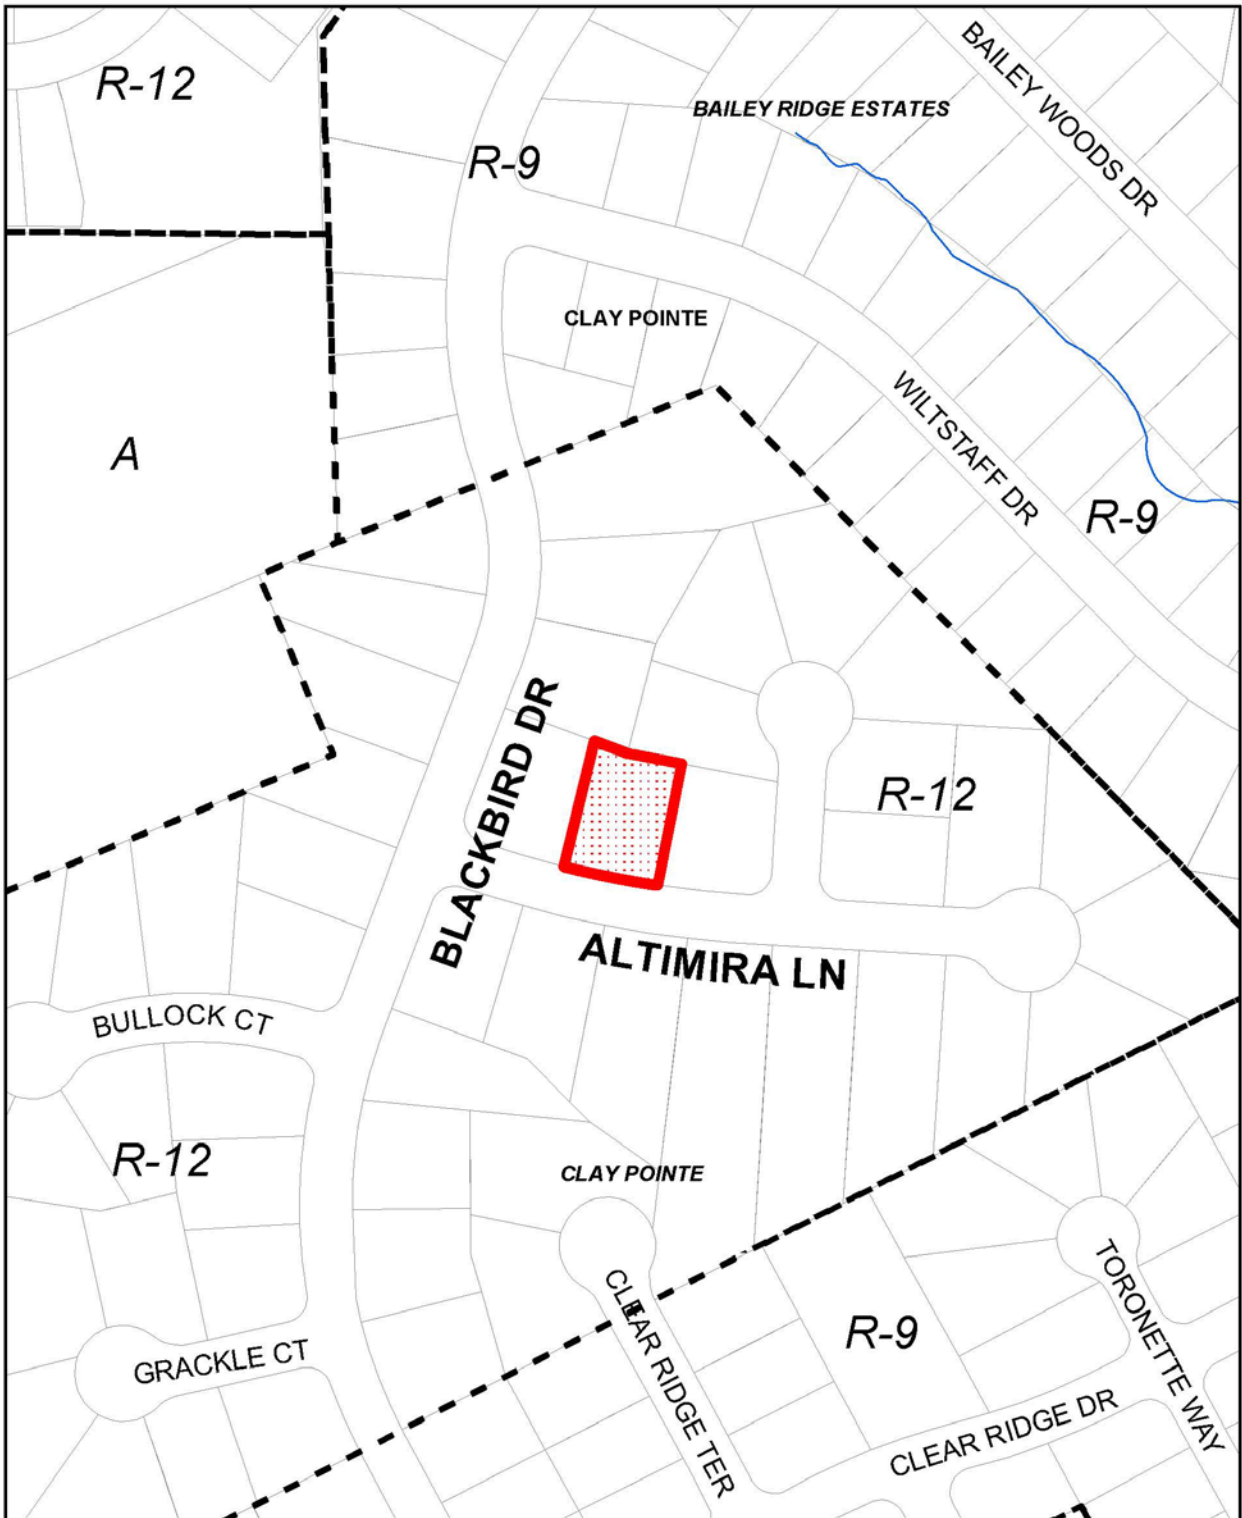 BAILEY WOODS DR
R-12
BAILEY RIDGE ESTATES
R-9
CLAY POINTE
WILTSTAFF DR
A
R-9
BLACKBIRD DR
R-12
ALTIMIRA LN
BULLOCK CT
R-12
CLAY POINTE
CLEAR RIDGE TER
TORONETTE WAY
R-9
GRACKLE CT
CLEAR RIDGE DR